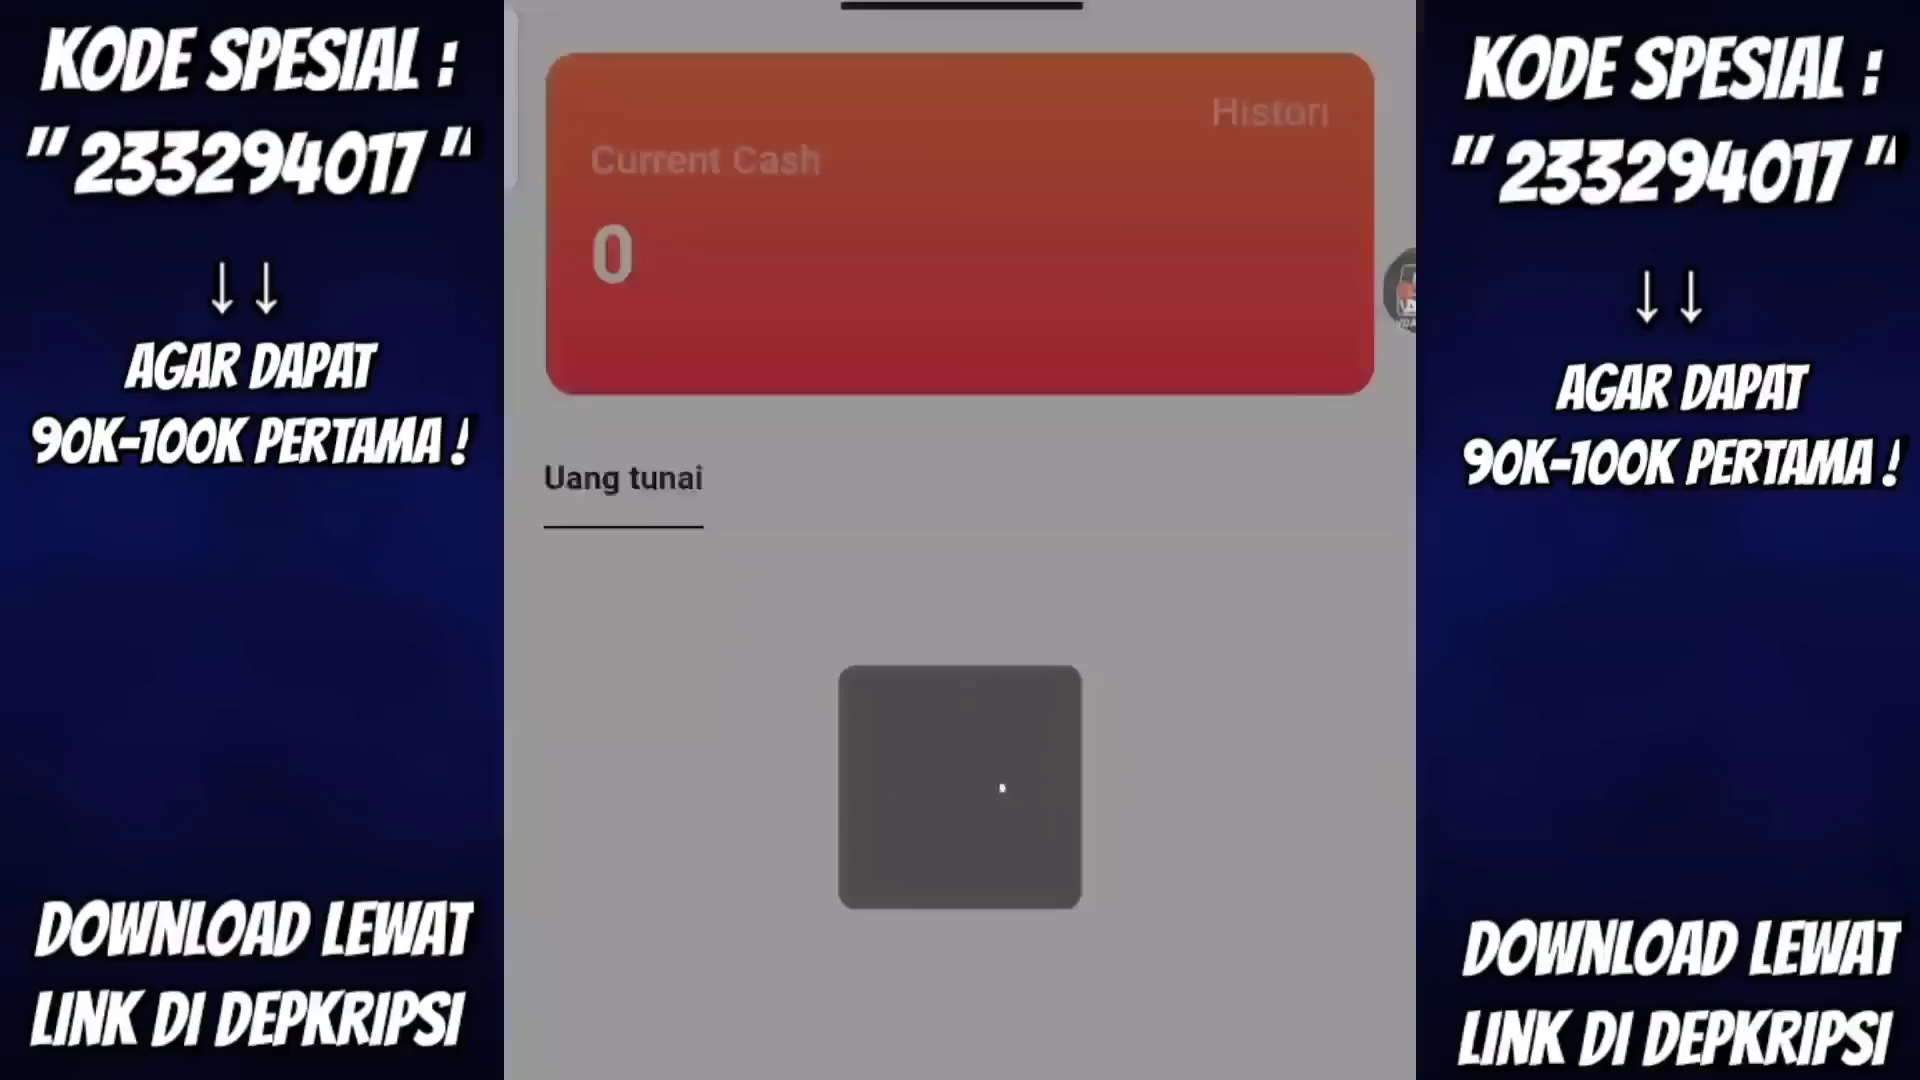 KODE SPESIAL :
" 233294017 "
↓↓
AGAR DAPAT
90K-100K PERTAMA !
DOWNLOAD LEWAT
LINK DI DEPKRIPSI
Histori
Current Cash
0
Uang tunai
KODE SPESIAL :
" 233294017 "
↓↓
AGAR DAPAT
90K-100K PERTAMA !
DOWNLOAD LEWAT
LINK DI DEPKRIPSI